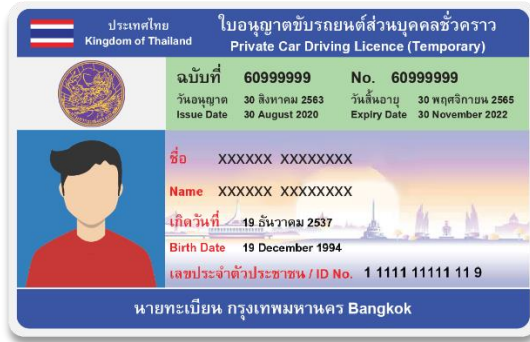 ประเทศไทย
Kingdom of Thailand
ใบอนุญาตขับรถยนต์ส่วนบุคคลชั่วคราว
Private Car Driving Licence (Temporary)
ฉบับที่ 60999999 No. 60999999
วันอนุญาต 30 สิงหาคม 2563 วันสิ้นอายุ 30 พฤศจิกายน 2565
Issue Date 30 August 2020 Expiry Date 30 November 2022
ชื่อ XXXXXX XXXXXXXX
Name XXXXXX XXXXXXXX
เกิดวันที่ 19 ธันวาคม 2537
Birth Date 19 December 1994
เลขประจำตัวประชาชน / ID No. 1 1111 11111 11 9
นายทะเบียน กรุงเทพมหานคร Bangkok